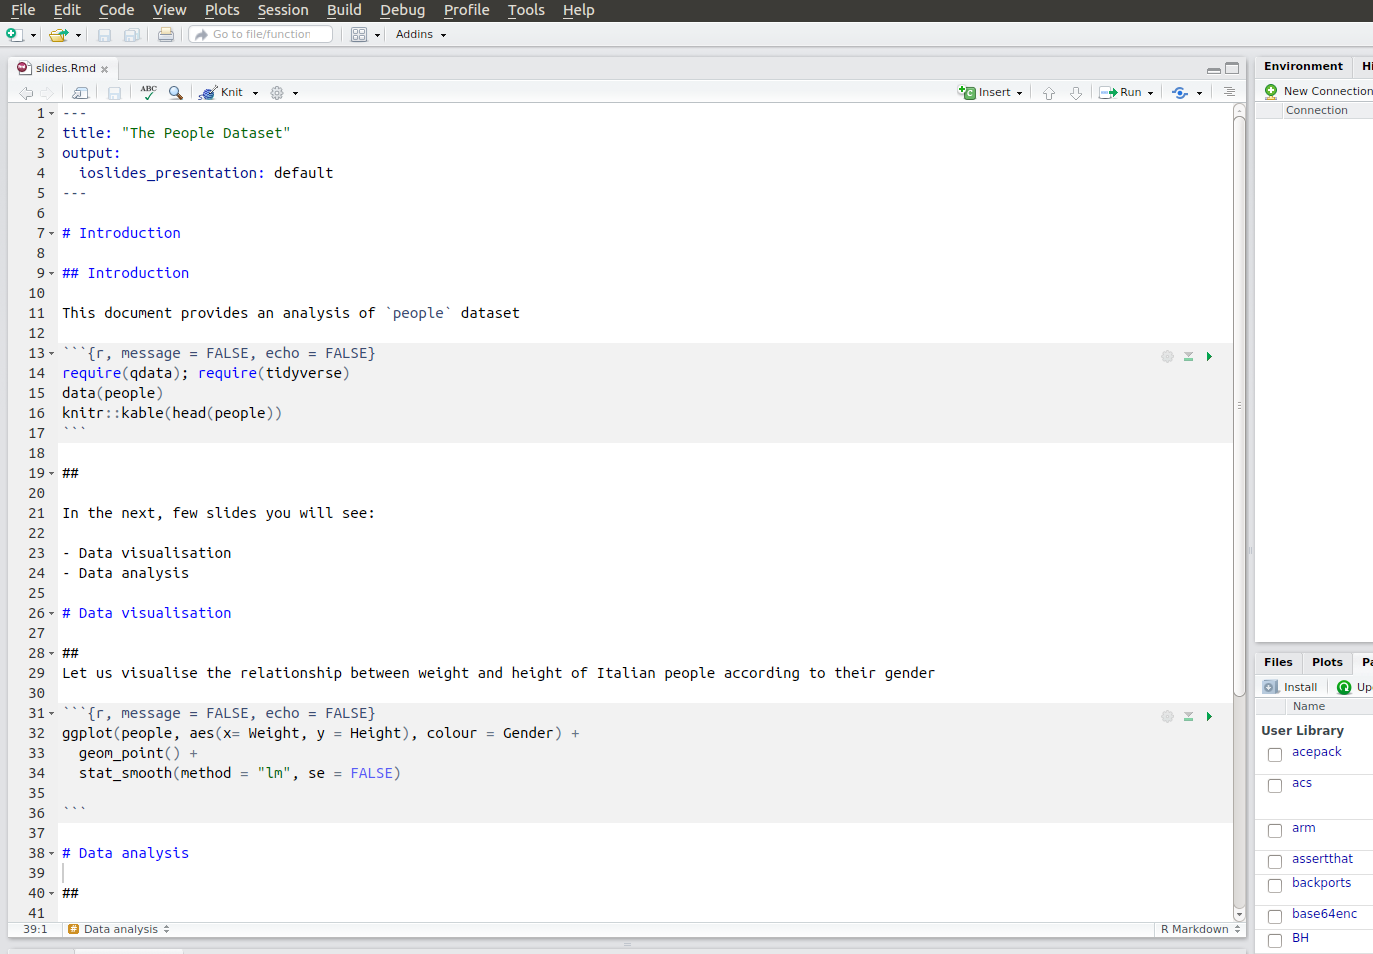 File Edit Code View Plots Session Build Debug Profile Tools Help
Go to file/function Addins
slides.Rmd
ABC Knit Insert Run
1 ---
2 title: "The People Dataset"
3 output:
4 ioslides_presentation: default
5 ---
6
7 # Introduction
8
9 ## Introduction
10
11 This document provides an analysis of `people` dataset
12
13 ```{r, message = FALSE, echo = FALSE}
14 require(qdata); require(tidyverse)
15 data(people)
16 knitr::kable(head(people))
17 ```
18
19 ##
20
21 In the next, few slides you will see:
22
23 - Data visualisation
24 - Data analysis
25
26 # Data visualisation
27
28 ##
29 Let us visualise the relationship between weight and height of Italian people according to their gender
30
31 ```{r, message = FALSE, echo = FALSE}
32 ggplot(people, aes(x= Weight, y = Height), colour = Gender) +
33 geom_point() +
34 stat_smooth(method = "lm", se = FALSE)
35
36 ```
37
38 # Data analysis
39
40 ##
41
39:1 # Data analysis R Markdown
Environment Hi
New Connection
Connection
Files Plots Pa
Install Up
Name
User Library
acepack
acs
arm
assertthat
backports
base64enc
BH